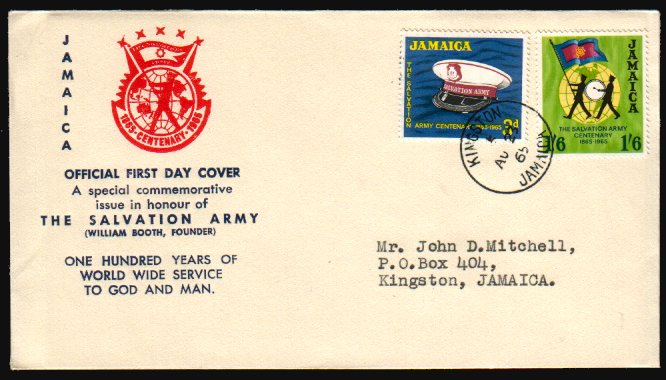 JAMAICA
1865-CENTENARY-1965
OFFICIAL FIRST DAY COVER
A special commemorative
issue in honour of
THE SALVATION ARMY
(WILLIAM BOOTH, FOUNDER)
ONE HUNDRED YEARS OF
WORLD WIDE SERVICE
TO GOD AND MAN.
JAMAICA
THE SALVATION
ARMY CENTENARY 1865-1965
SALVATION ARMY
3d
JAMAICA
THE SALVATION ARMY
CENTENARY
1865-1965
1/6 1/6
KINGSTON
AU 2
65
JAMAICA
Mr. John D.Mitchell,
P.O.Box 404,
Kingston, JAMAICA.